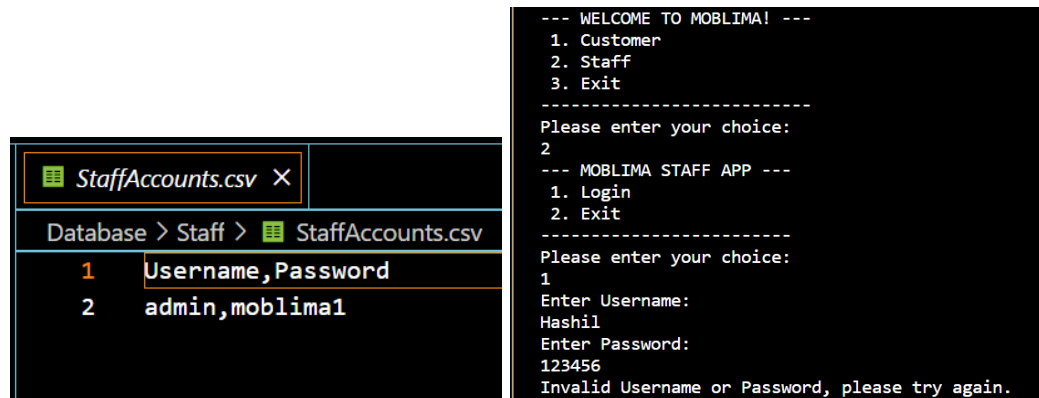 StaffAccounts.csv
Database > Staff > StaffAccounts.csv
1 Username,Password
2 admin,moblima1
--- WELCOME TO MOBLIMA! ---
1. Customer
2. Staff
3. Exit
---------------------------
Please enter your choice:
2
--- MOBLIMA STAFF APP ---
1. Login
2. Exit
-------------------------
Please enter your choice:
1
Enter Username:
Hashil
Enter Password:
123456
Invalid Username or Password, please try again.